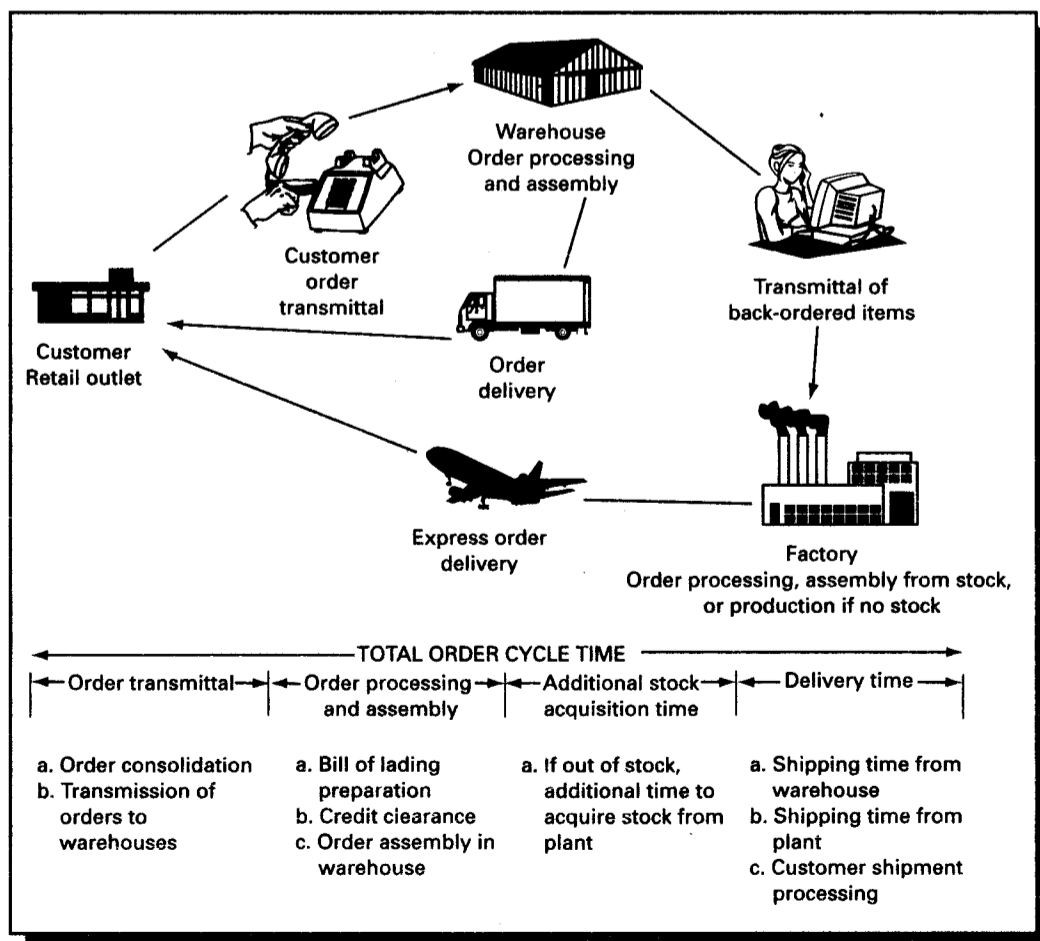 Warehouse
Order processing
and assembly
Customer
order
transmittal
Transmittal of
back-ordered items
Customer
Retail outlet
Order
delivery
Express order
delivery
Factory
Order processing, assembly from stock,
or production if no stock
TOTAL ORDER CYCLE TIME
Order transmittal
Order processing
and assembly
Additional stock
acquisition time
Delivery time
a. Order consolidation
b. Transmission of
orders to
warehouses
a. Bill of lading
preparation
b. Credit clearance
c. Order assembly in
warehouse
a. If out of stock,
additional time to
acquire stock from
plant
a. Shipping time from
warehouse
b. Shipping time from
plant
c. Customer shipment
processing